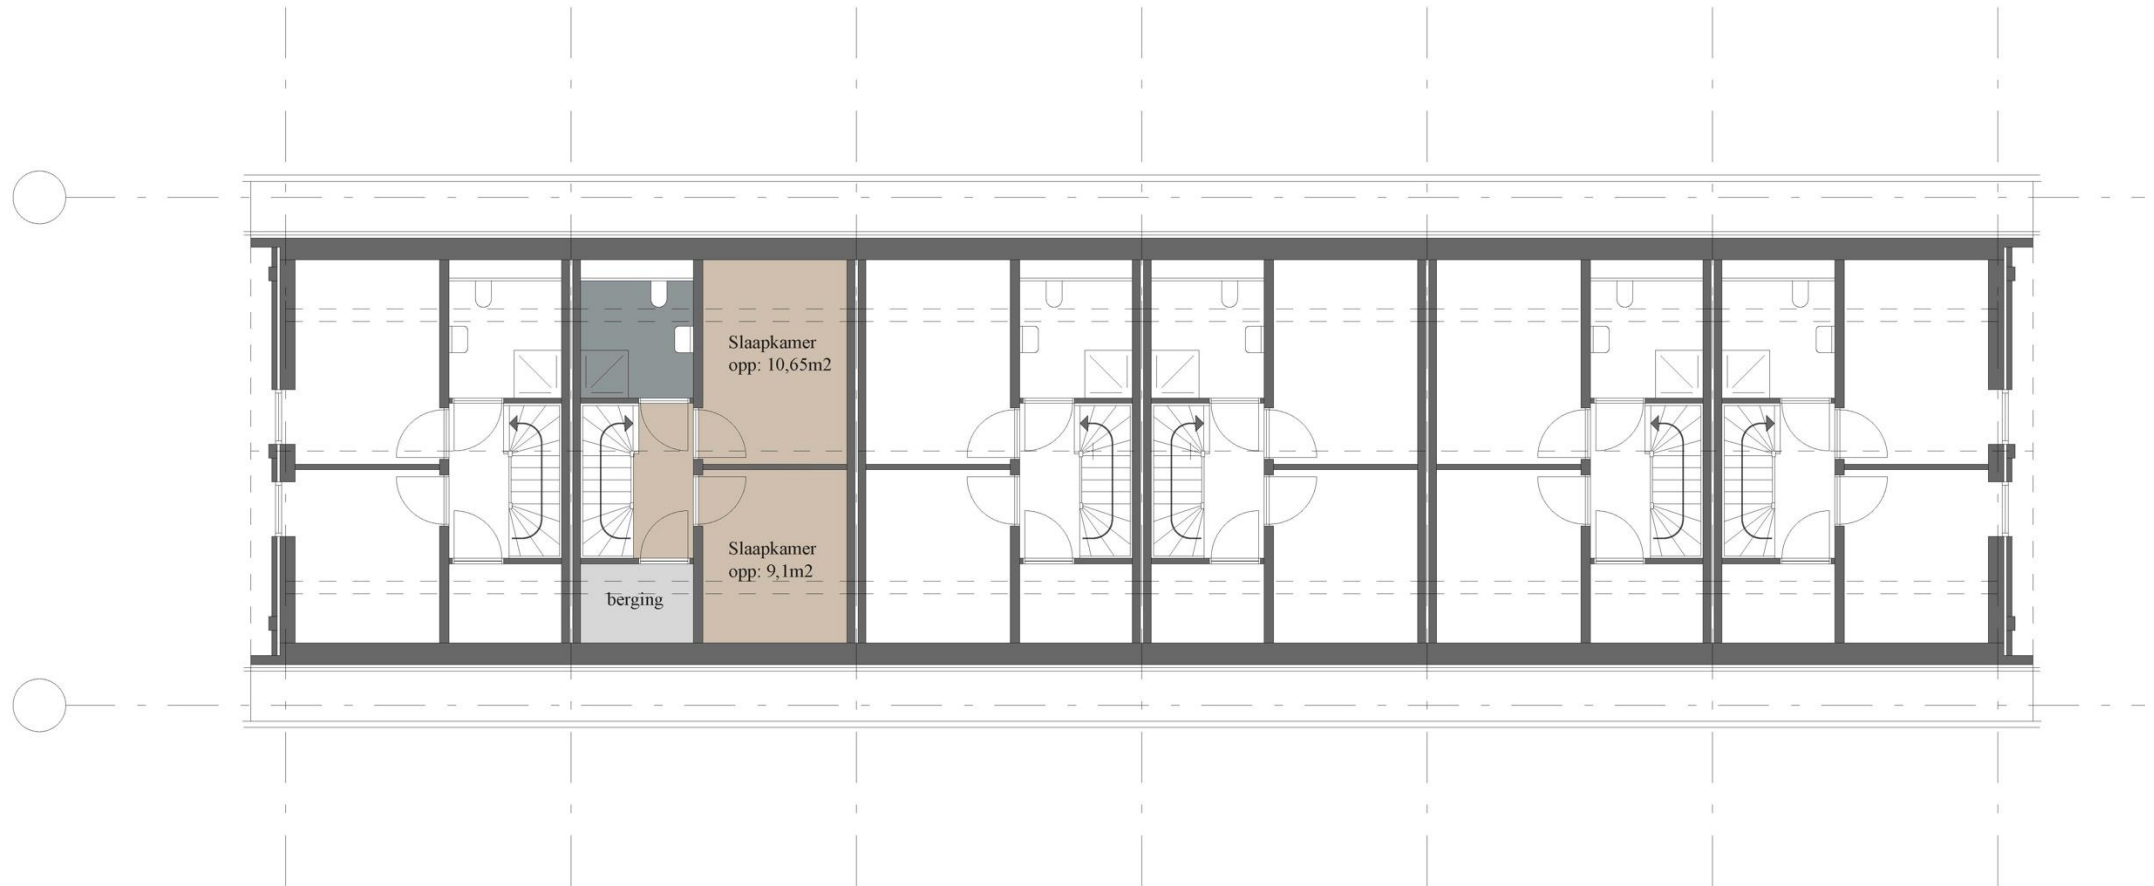 Slaapkamer
opp: 10,65m2
Slaapkamer
opp: 9,1m2
berging